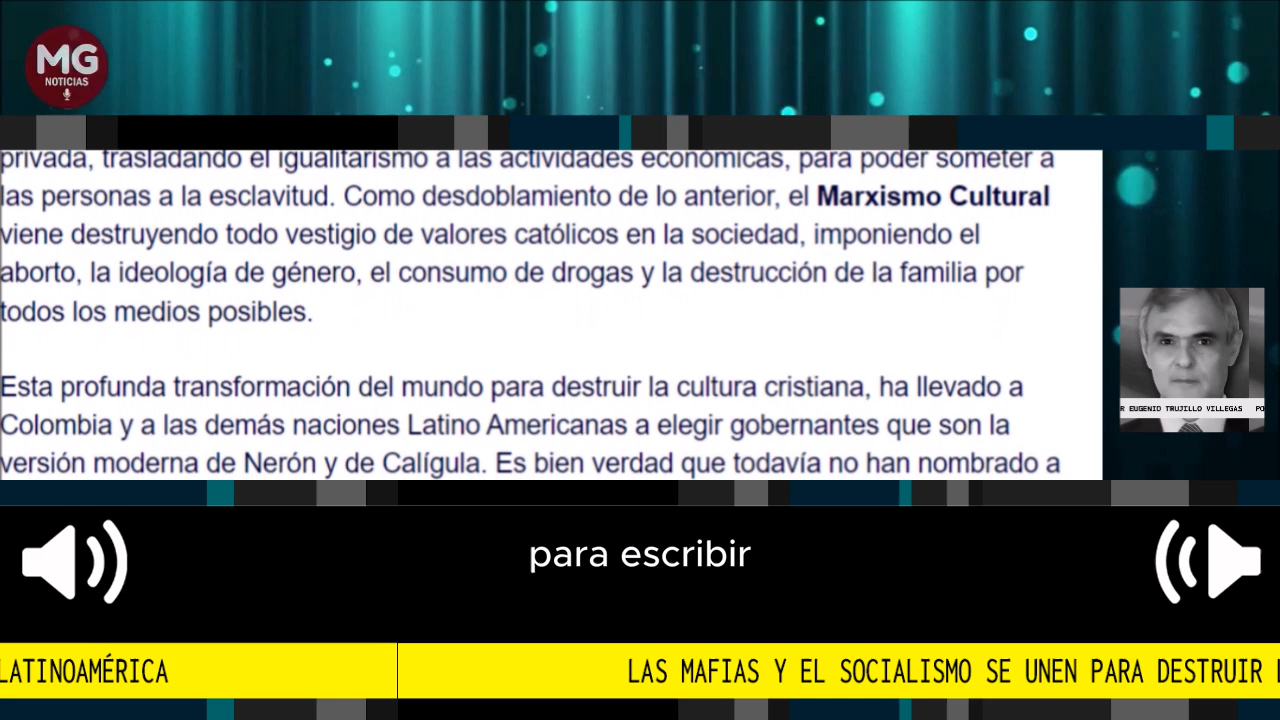 MG
NOTICIAS
privada, trasladando el igualitarismo a las actividades económicas, para poder someter a
las personas a la esclavitud. Como desdoblamiento de lo anterior, el Marxismo Cultural
viene destruyendo todo vestigio de valores católicos en la sociedad, imponiendo el
aborto, la ideología de género, el consumo de drogas y la destrucción de la familia por
todos los medios posibles.
Esta profunda transformación del mundo para destruir la cultura cristiana, ha llevado a
Colombia y a las demás naciones Latino Americanas a elegir gobernantes que son la
versión moderna de Nerón y de Calígula. Es bien verdad que todavía no han nombrado a
R EUGENIO TRUJILLO VILLEGAS PO
para escribir
LATINOAMÉRICA LAS MAFIAS Y EL SOCIALISMO SE UNEN PARA DESTRUIR